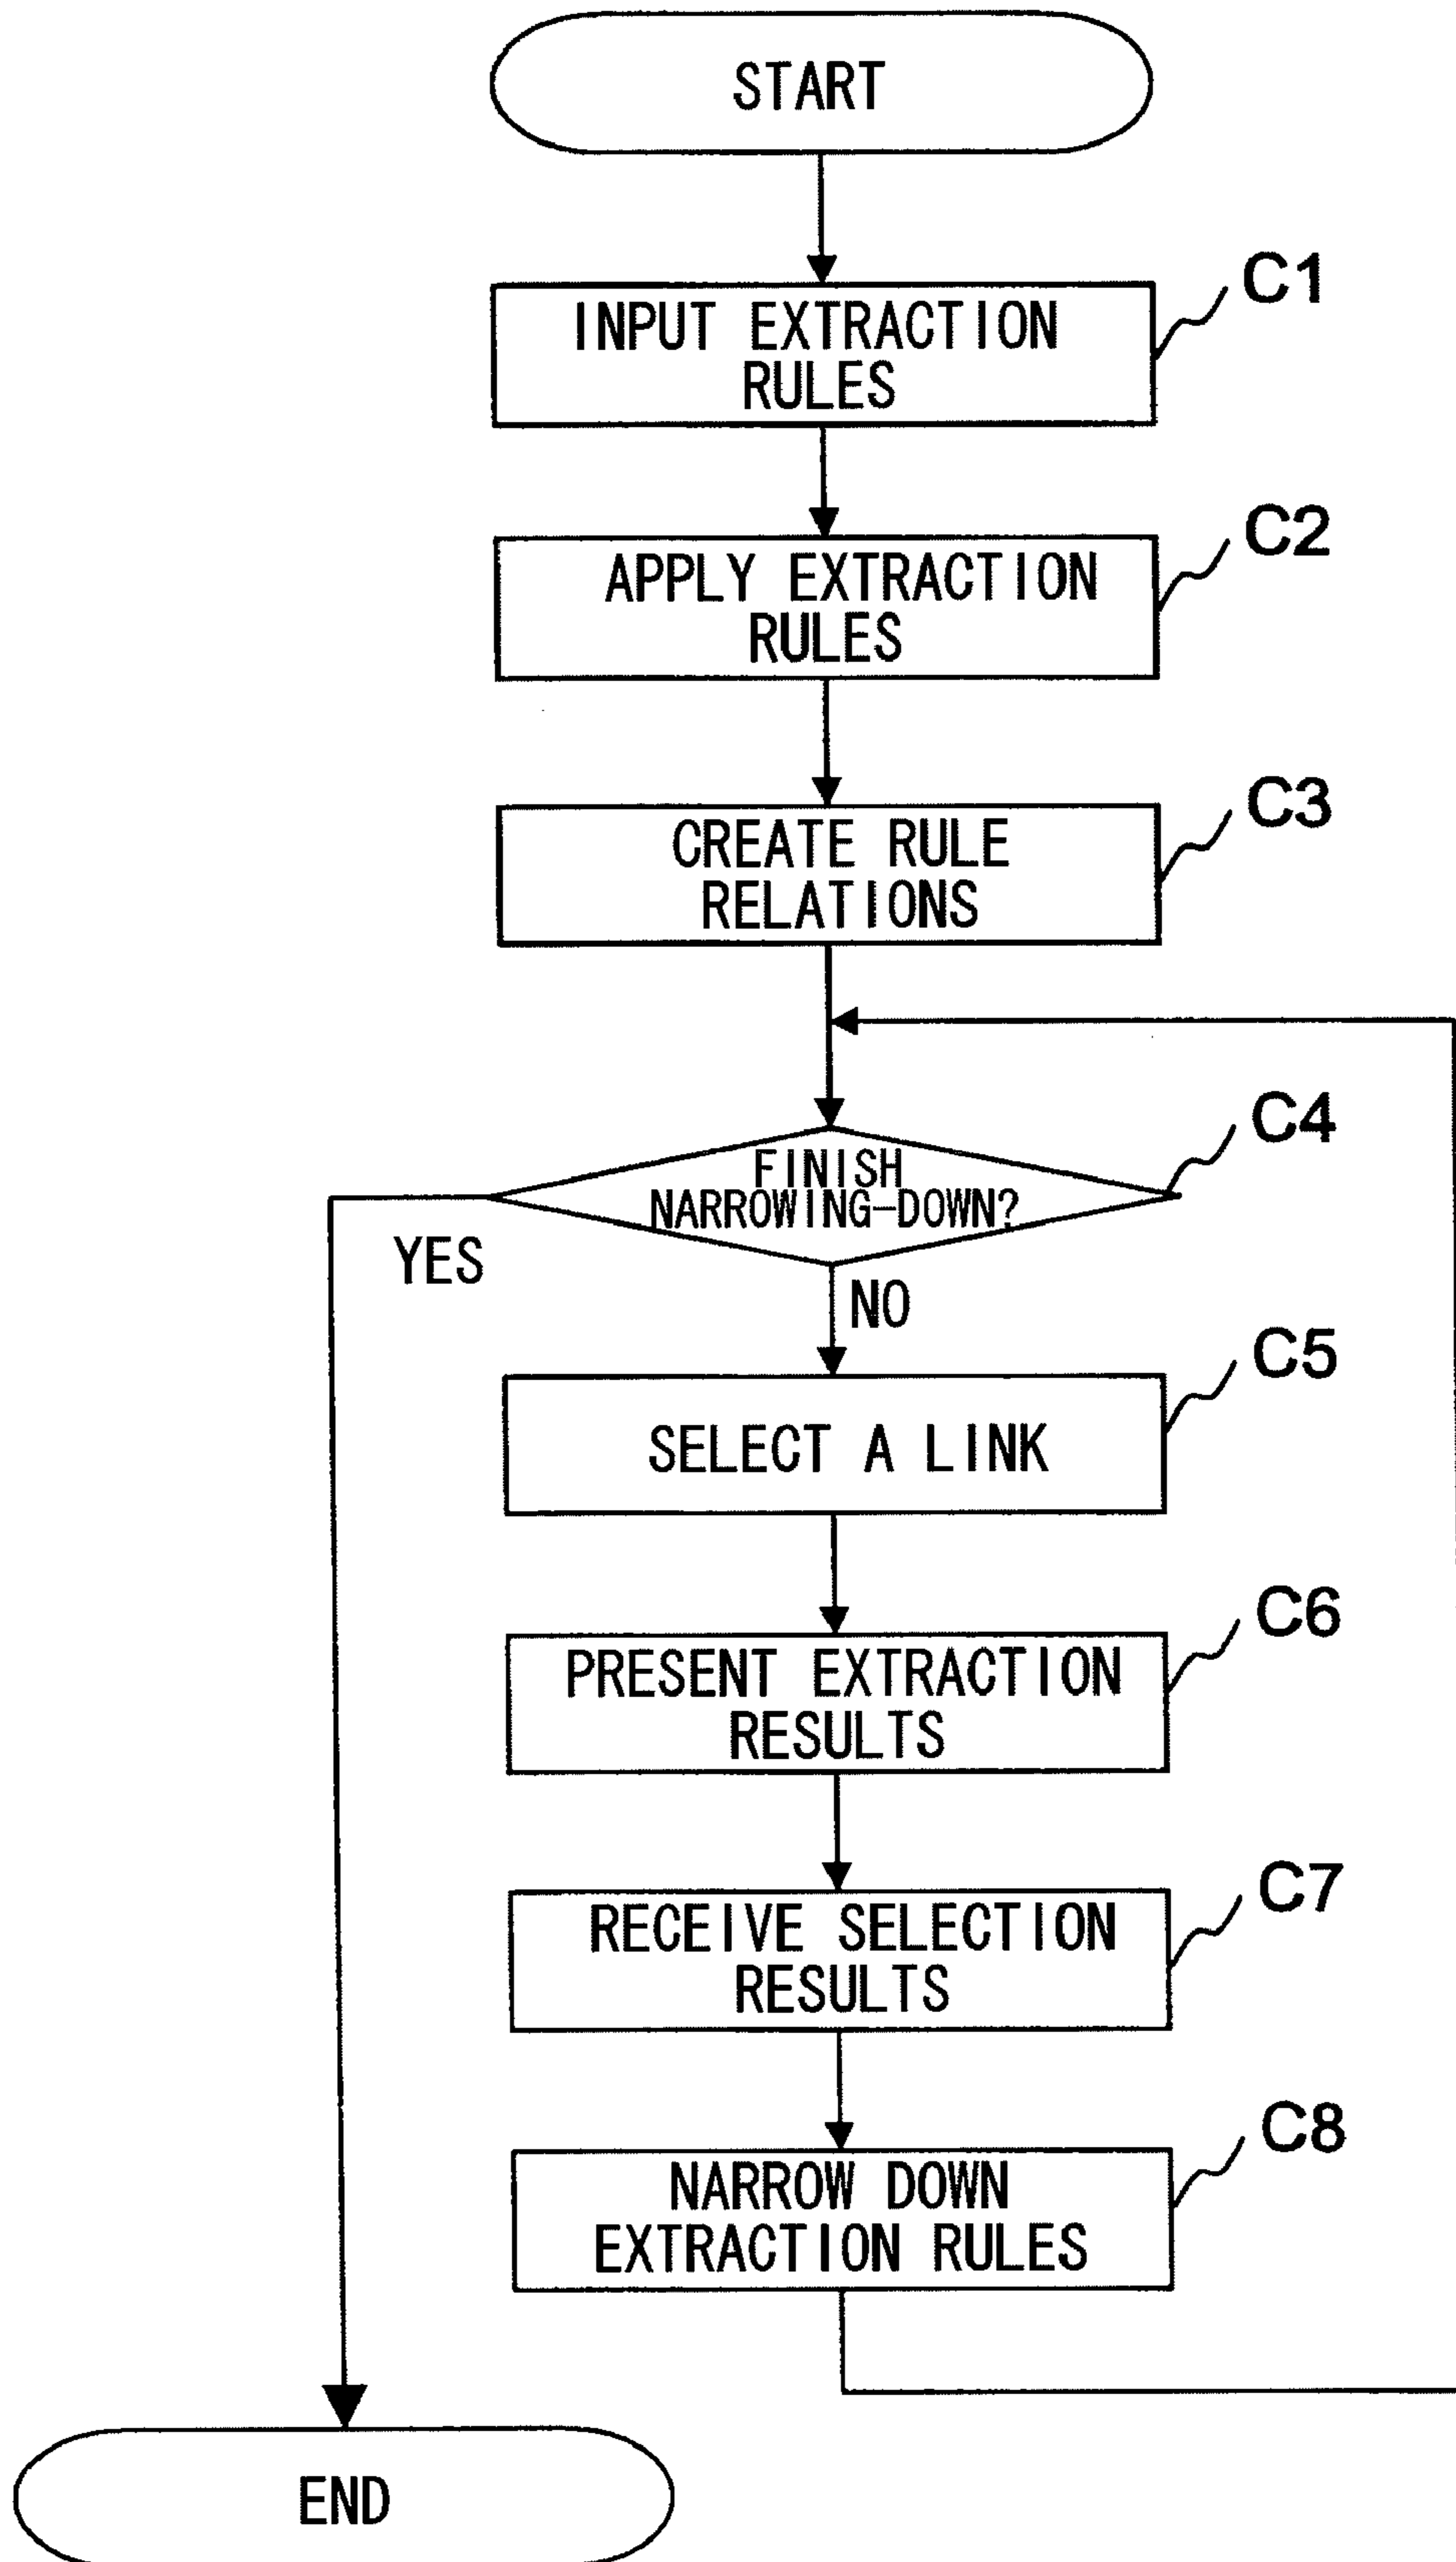 START
C1
INPUT EXTRACTION
RULES
C2
APPLY EXTRACTION
RULES
C3
CREATE RULE
RELATIONS
C4
FINISH
NARROWING-DOWN?
YES
NO
C5
SELECT A LINK
C6
PRESENT EXTRACTION
RESULTS
C7
RECEIVE SELECTION
RESULTS
C8
NARROW DOWN
EXTRACTION RULES
END